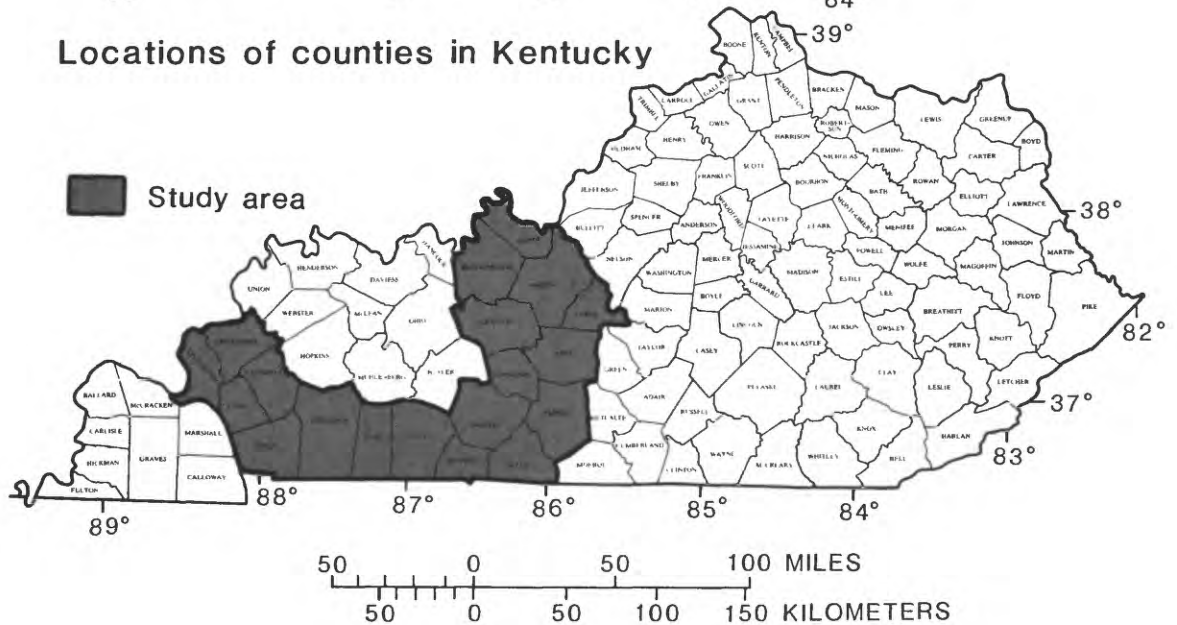 84°
Locations of counties in Kentucky
39°
Study area
BOONE
KENTON
GALLATIN
CARROLL
TRIMBLE
GRANT
PENDLETON
BRACKEN
MASON
OWEN
ROBERT-
SON
LEWIS
GREENUP
HENRY
HARRISON
BOYD
OLDHAM
FLEMING
CARTER
NICHOLAS
SCOTT
FRANKLIN
SHELBY
JEFFERSON
BOURBON
BATH
ROWAN
ELLIOTT
LAWRENCE
38°
SPENCER
ANDERSON
WOODFORD
FAYETTE
CLARK
MONTGOMERY
MENIFEE
MORGAN
BULLITT
JESSAMINE
POWELL
JOHNSON
MARTIN
NELSON
WASHINGTON
MERCER
MADISON
ESTILL
WOLFE
MAGOFFIN
HANCOCK
HENDERSON
DAVIESS
UNION
GARRARD
LEE
FLOYD
PIKE
BOYLE
MARION
BREATHITT
82°
WEBSTER
McLEAN
OHIO
LINCOLN
JACKSON
OWSLEY
KNOTT
ROCKCASTLE
PERRY
TAYLOR
CASEY
HOPKINS
MUHLENBURG
BUTLER
GREEN
CLAY
LETCHER
PULASKI
LAUREL
LESLIE
ADAIR
37°
BALLARD
McCRACKEN
RUSSELL
METCALFE
KNOX
HARLAN
CARLISLE
MARSHALL
CUMBERLAND
83°
GRAVES
WAYNE
HICKMAN
CALLOWAY
MONROE
CLINTON
McCREARY
WHITLEY
BELL
FULTON
88°
87°
86°
85°
84°
89°
50 0 50 100 MILES
50 0 50 100 150 KILOMETERS